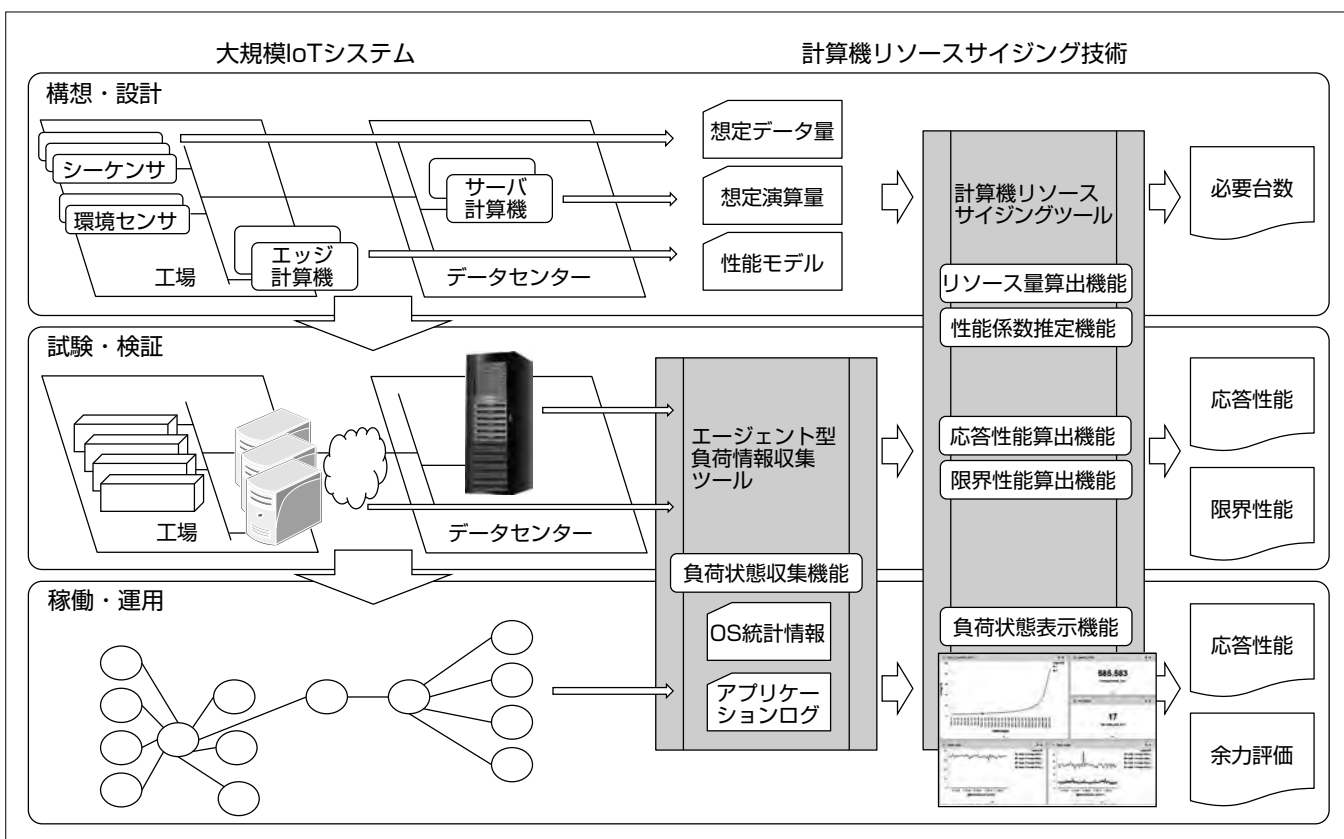 大規模IoTシステム
計算機リソースサイジング技術
構想・設計
シーケンサ
環境センサ
工場
エッジ
計算機
サーバ
計算機
データセンター
想定データ量
想定演算量
性能モデル
計算機リソース
サイジングツール
リソース量算出機能
性能係数推定機能
必要台数
試験・検証
工場
データセンター
エージェント型
負荷情報収集
ツール
応答性能算出機能
限界性能算出機能
応答性能
限界性能
負荷状態収集機能
稼働・運用
OS統計情報
アプリケー
ションログ
負荷状態表示機能
585.583
17
応答性能
余力評価